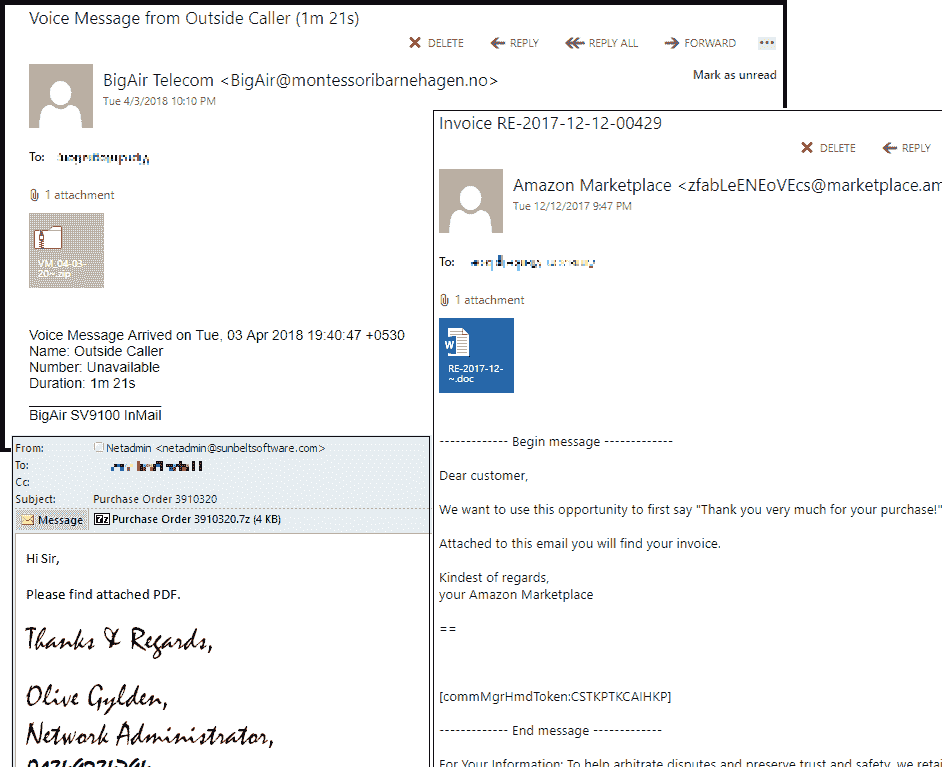 Voice Message from Outside Caller (1m 21s)
DELETE REPLY REPLY ALL FORWARD
Mark as unread
BigAir Telecom <BigAir@montessoribarnehagen.no>
Tue 4/3/2018 10:10 PM
To:
1 attachment
VM-04-03-
20~.zip
Voice Message Arrived on Tue, 03 Apr 2018 19:40:47 +0530
Name: Outside Caller
Number: Unavailable
Duration: 1m 21s
BigAir SV9100 InMail
Invoice RE-2017-12-12-00429
DELETE REPLY
Amazon Marketplace <zfabLeENEoVEcs@marketplace.am
Tue 12/12/2017 9:47 PM
To:
1 attachment
W
RE-2017-12-
~.doc
------------- Begin message -------------
Dear customer,
We want to use this opportunity to first say "Thank you very much for your purchase!"
Attached to this email you will find your invoice.
Kindest of regards,
your Amazon Marketplace
==
[commMgrHmdToken:CSTKPTKCAIHKP]
------------- End message -------------
For Your Information: To help arbitrate disputes and preserve trust and safety, we retai
From: Netadmin <netadmin@sunbeltsoftware.com>
To:
Cc:
Subject: Purchase Order 3910320
Message 7z Purchase Order 3910320.7z (4 KB)
Hi Sir,
Please find attached PDF.
Thanks & Regards,
Olive Gylden,
Network Administrator,